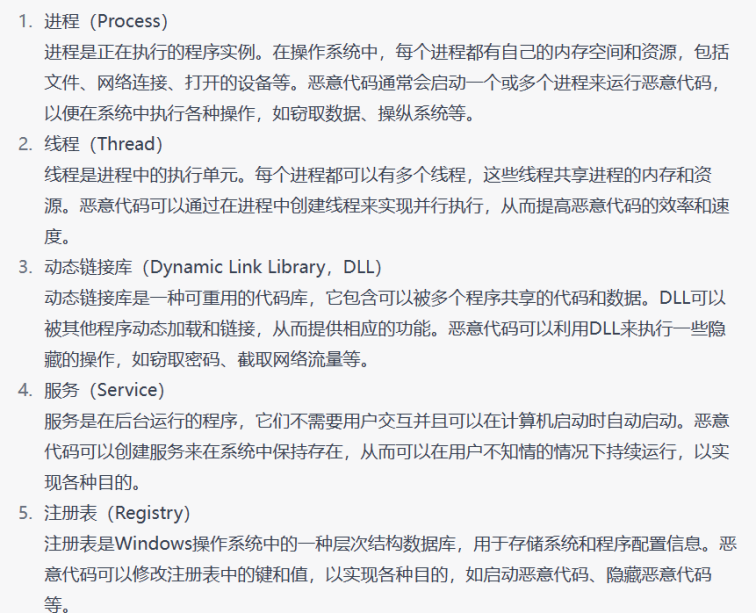 1. 进程（Process）
进程是正在执行的程序实例。在操作系统中，每个进程都有自己的内存空间和资源，包括
文件、网络连接、打开的设备等。恶意代码通常会启动一个或多个进程来运行恶意代码，
以便在系统中执行各种操作，如窃取数据、操纵系统等。
2. 线程（Thread）
线程是进程中的执行单元。每个进程都可以有多个线程，这些线程共享进程的内存和资
源。恶意代码可以通过在进程中创建线程来实现并行执行，从而提高恶意代码的效率和速
度。
3. 动态链接库（Dynamic Link Library，DLL）
动态链接库是一种可重用的代码库，它包含可以被多个程序共享的代码和数据。DLL可以
被其他程序动态加载和链接，从而提供相应的功能。恶意代码可以利用DLL来执行一些隐
藏的操作，如窃取密码、截取网络流量等。
4. 服务（Service）
服务是在后台运行的程序，它们不需要用户交互并且可以在计算机启动时自动启动。恶意
代码可以创建服务来在系统中保持存在，从而可以在用户不知情的情况下持续运行，以实
现各种目的。
5. 注册表（Registry）
注册表是Windows操作系统中的一种层次结构数据库，用于存储系统和程序配置信息。恶
意代码可以修改注册表中的键和值，以实现各种目的，如启动恶意代码、隐藏恶意代码
等。